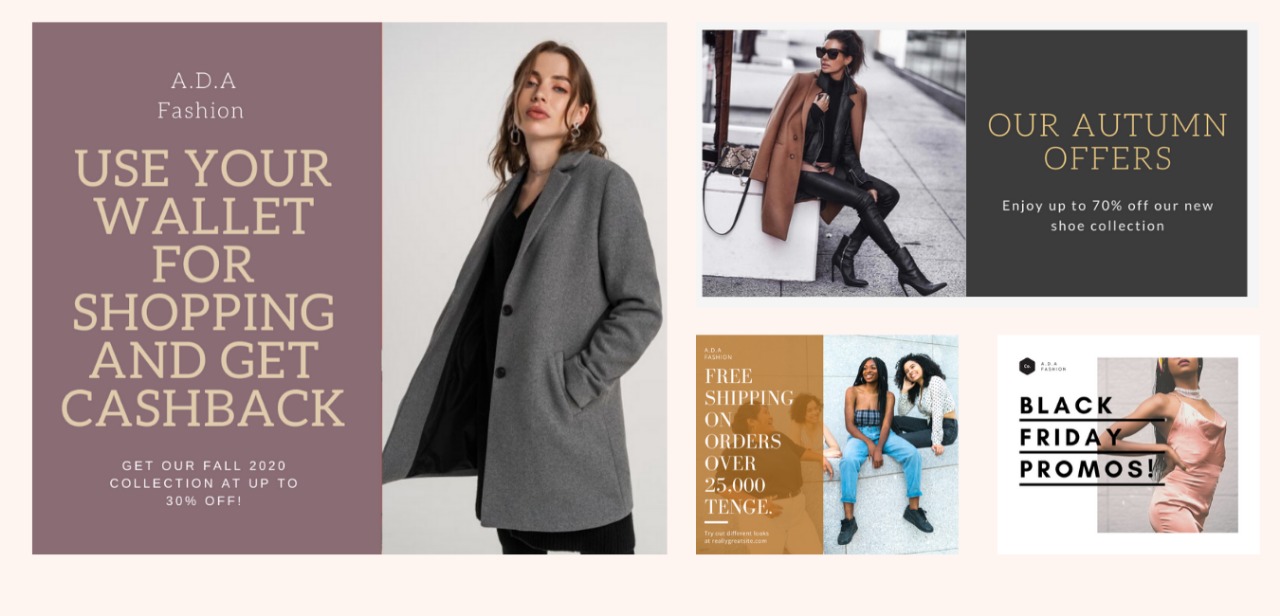 A.D.A
Fashion
USE YOUR
WALLET
FOR
SHOPPING
AND GET
CASHBACK
GET OUR FALL 2020
COLLECTION AT UP TO
30% OFF!
OUR AUTUMN
OFFERS
Enjoy up to 70% off our new
shoe collection
A.D.A
FASHION
FREE
SHIPPING
ON
ORDERS
OVER
25,000
TENGE.
Try out different looks
at reallygreatsite.com
Co.
A.D.A
FASHION
BLACK
FRIDAY
PROMOS!